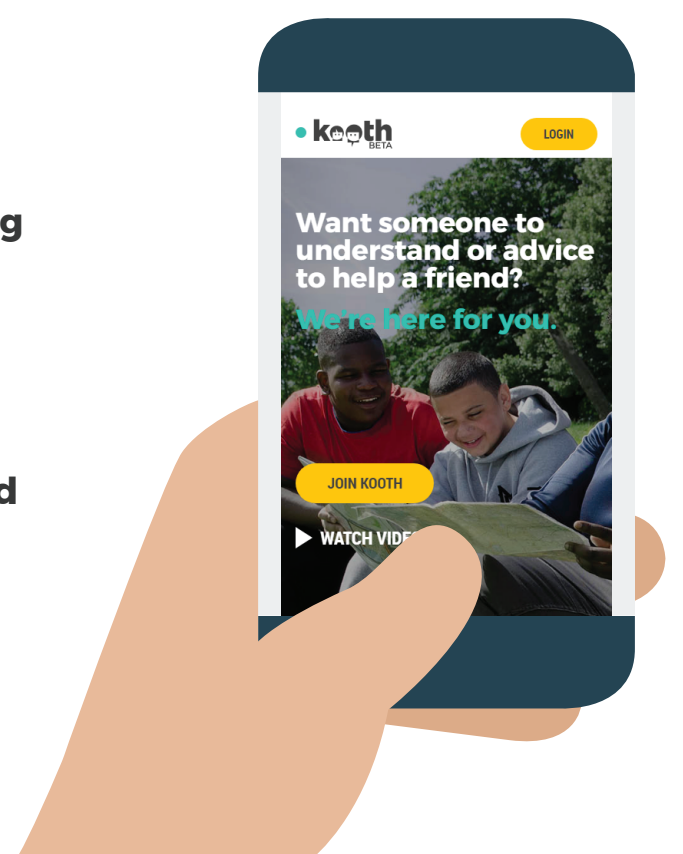 kooth
BETA
LOGIN
g
Want someone to
understand or advice
to help a friend?
We're here for you.
JOIN KOOTH
d
WATCH